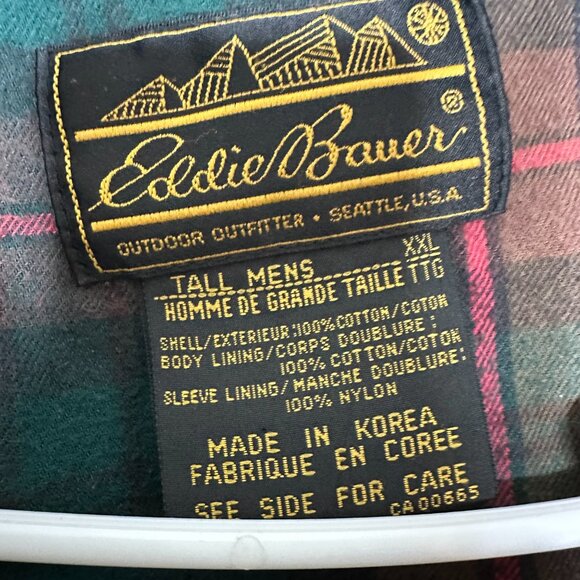 Eddie Bauer ®
OUTDOOR OUTFITTER • SEATTLE, U.S.A.
TALL MENS XXL
HOMME DE GRANDE TAILLE TTG
SHELL/EXTERIEUR:100%COTTON/COTON
BODY LINING/CORPS DOUBLURE:
100% COTTON/COTON
SLEEVE LINING/MANCHE DOUBLURE:
100% NYLON
MADE IN KOREA
FABRIQUE EN COREE
SEE SIDE FOR CARE
CA00665